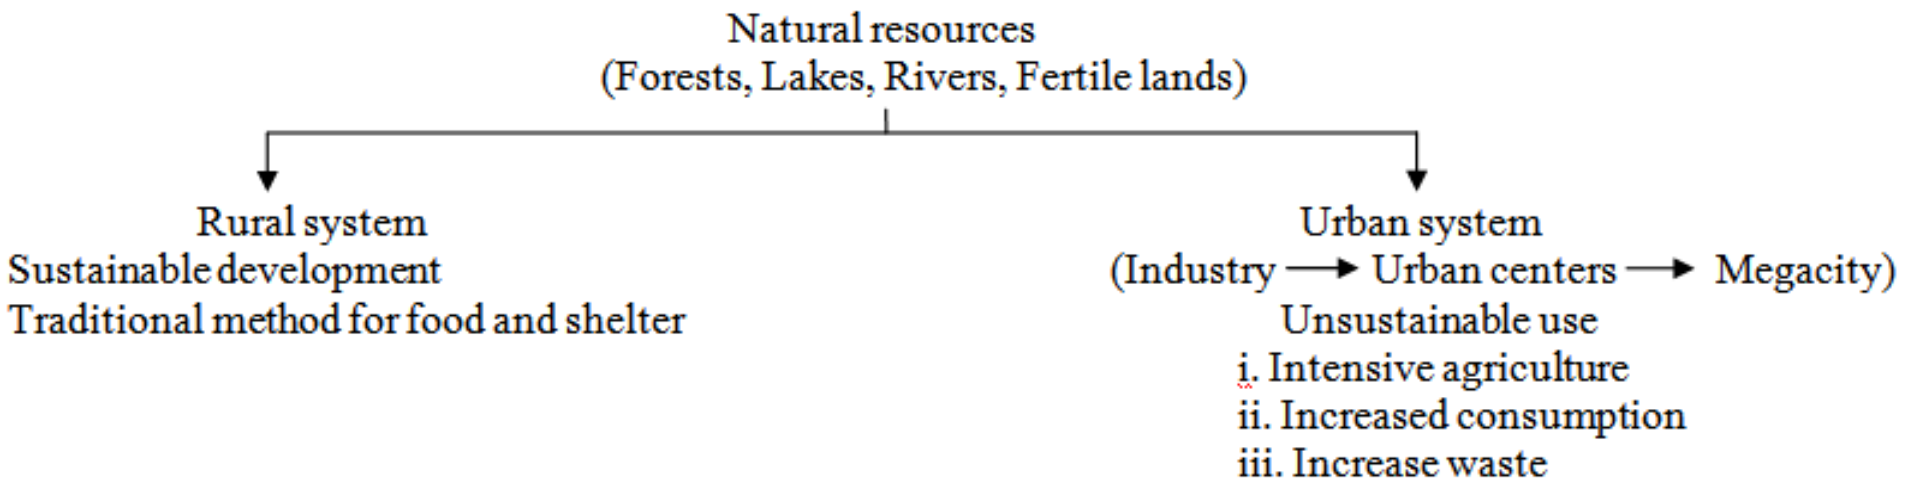 Natural resources
(Forests, Lakes, Rivers, Fertile lands)
Rural system
Sustainable development
Traditional method for food and shelter
Urban system
(Industry → Urban centers → Megacity)
Unsustainable use
i. Intensive agriculture
ii. Increased consumption
iii. Increase waste